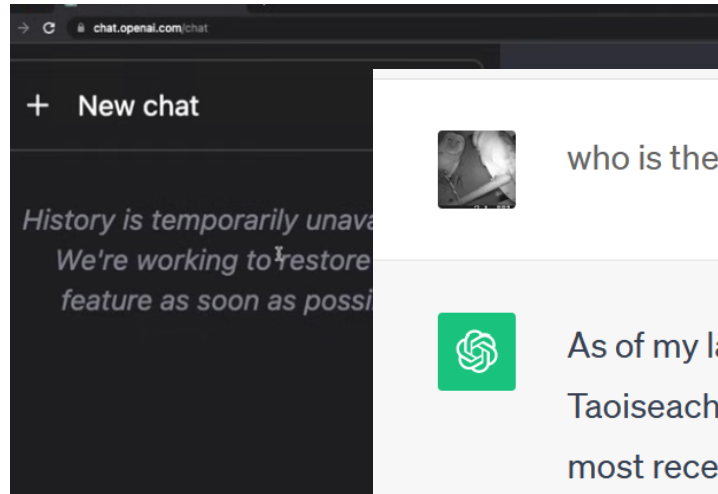 chat.openai.com/chat
+ New chat
History is temporarily unava
We're working to restore
feature as soon as possi
who is the
As of my la
Taoiseach
most rece